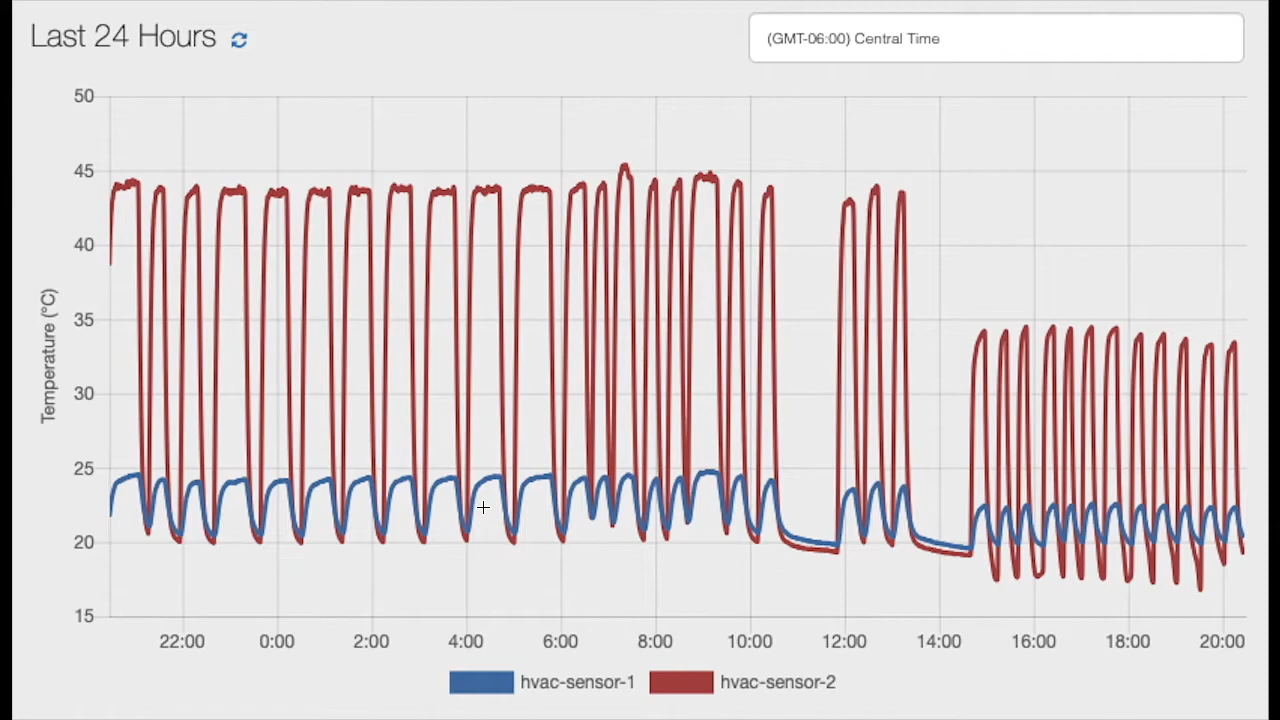 Last 24 Hours
(GMT-06:00) Central Time
50
45
40
35
30
25
20
15
Temperature (°C)
22:00 0:00 2:00 4:00 6:00 8:00 10:00 12:00 14:00 16:00 18:00 20:00
hvac-sensor-1 hvac-sensor-2